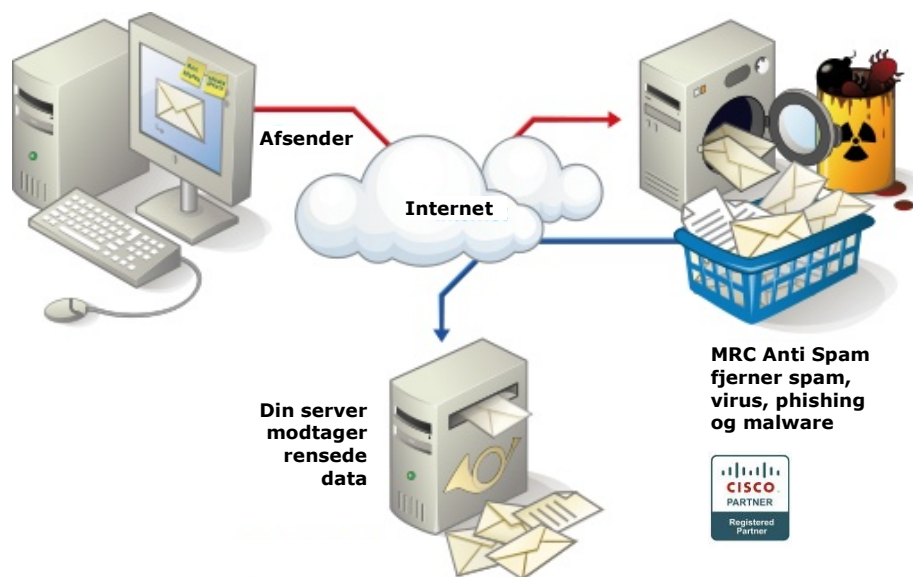 Afsender
Internet
MRC Anti Spam
fjerner spam,
virus, phishing
og malware
Din server
modtager
rensede
data
CISCO
PARTNER
Registered
Partner